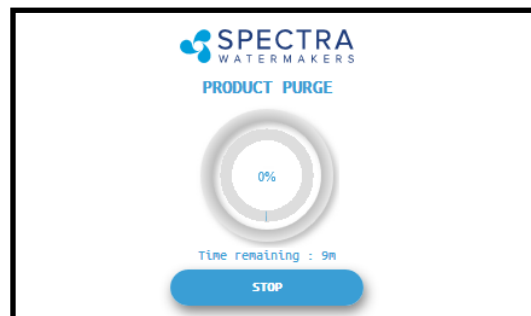 SPECTRA
WATERMAKERS
PRODUCT PURGE
0%
Time remaining : 9m
STOP